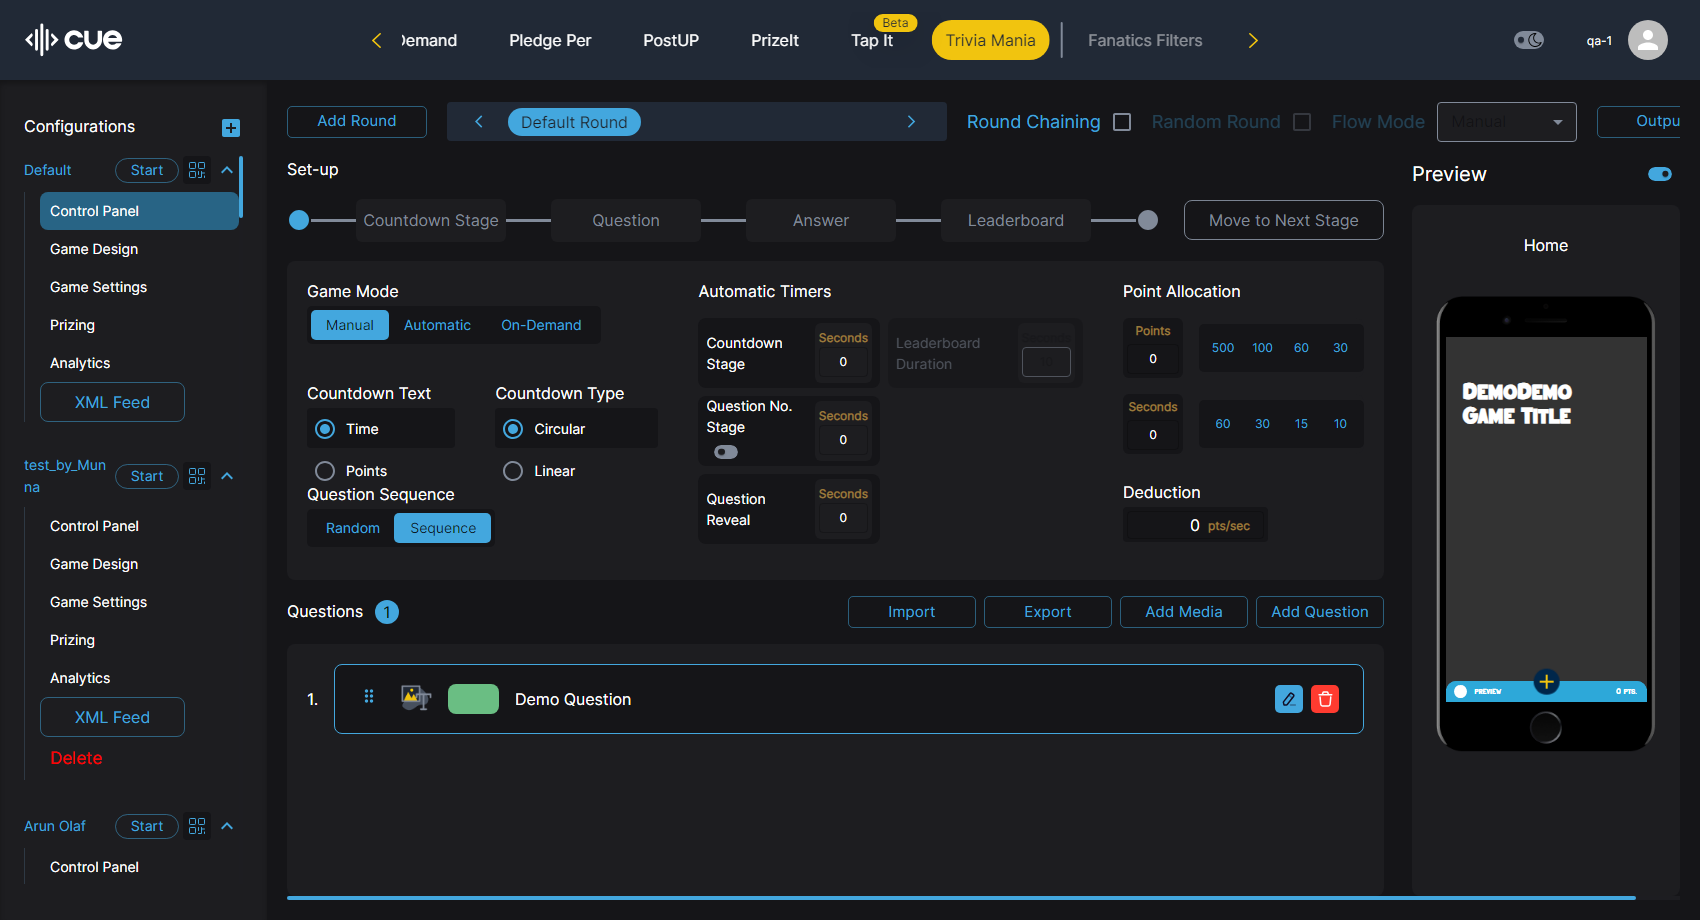 cue
Demand
Pledge Per
PostUP
PrizeIt
Tap It
Beta
Trivia Mania
Fanatics Filters
qa-1
Configurations
Default
Start
Control Panel
Game Design
Game Settings
Prizing
Analytics
XML Feed
test_by_Mun
na
Start
Control Panel
Game Design
Game Settings
Prizing
Analytics
XML Feed
Delete
Arun Olaf
Start
Control Panel
Add Round
Default Round
Round Chaining
Random Round
Flow Mode
Manual
Outpu
Set-up
Countdown Stage
Question
Answer
Leaderboard
Move to Next Stage
Game Mode
Manual
Automatic
On-Demand
Countdown Text
Time
Points
Countdown Type
Circular
Linear
Question Sequence
Random
Sequence
Automatic Timers
Countdown
Stage
Seconds
0
Leaderboard
Duration
Question No.
Stage
Seconds
0
Question
Reveal
Seconds
0
Point Allocation
Points
0
500 100 60 30
Seconds
0
60 30 15 10
Deduction
0 pts/sec
Questions 1
Import
Export
Add Media
Add Question
1.
Demo Question
Preview
Home
DemoDemo
Game Title
PREVIEW
0 PTS.